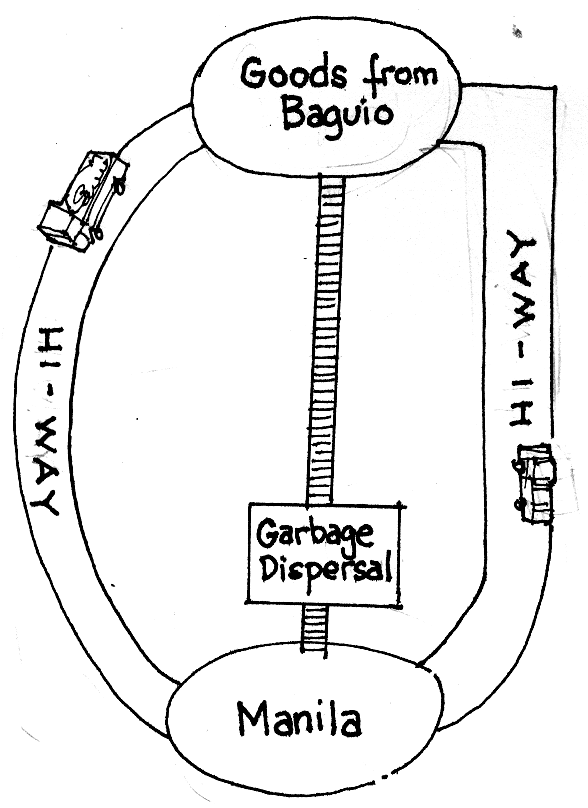 Goods from
Baguio
HI-WAY
HI-WAY
Garbage
Dispersal
Manila